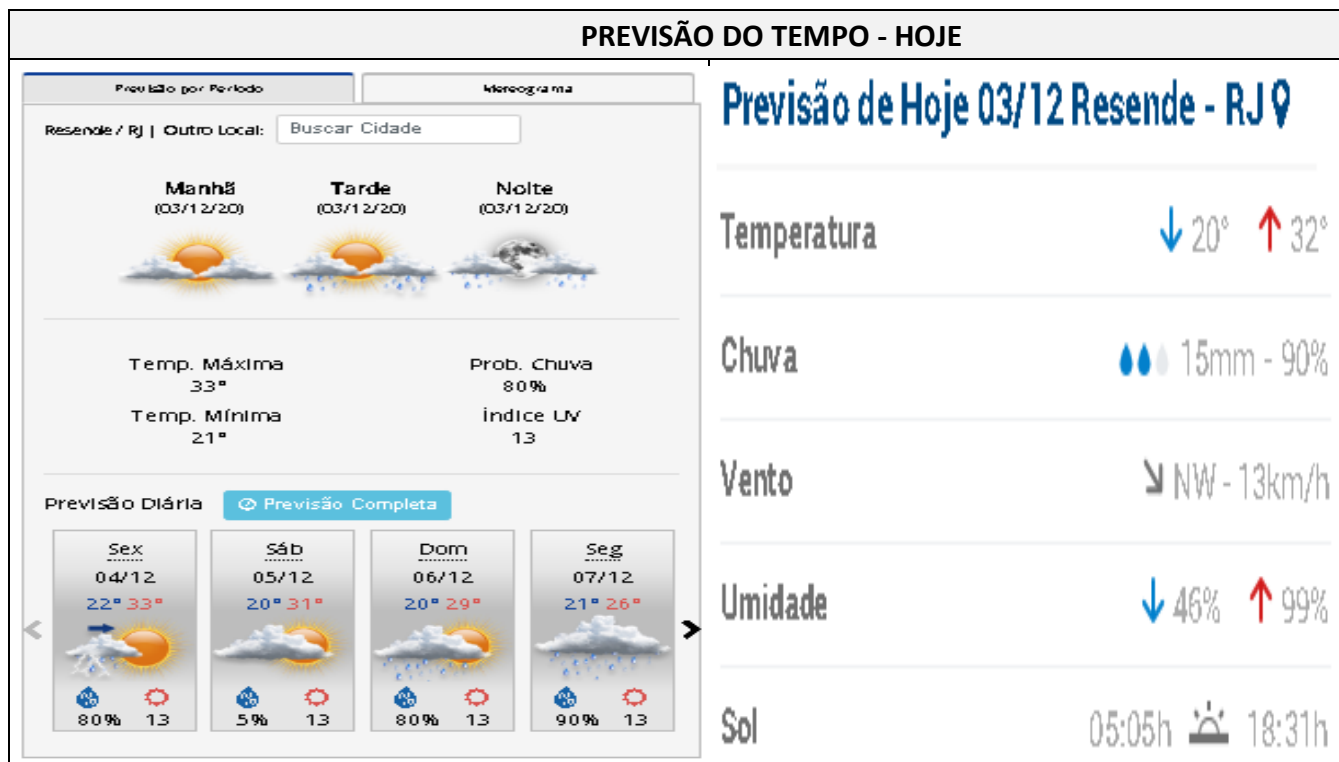 PREVISÃO DO TEMPO - HOJE
Previsão por Período
Meteograma
Resende / RJ | Outro Local: Buscar Cidade
Manhã Tarde Noite
(03/12/20) (03/12/20) (03/12/20)
Temp. Máxima Prob. Chuva
33° 80%
Temp. Mínima Índice UV
21° 13
Previsão Diária Previsão Completa
Sex Sáb Dom Seg
04/12 05/12 06/12 07/12
22° 33° 20° 31° 20° 29° 21° 26°
80% 13 5% 13 80% 13 90% 13
Previsão de Hoje 03/12 Resende - RJ
Temperatura 20° 32°
Chuva 15mm - 90%
Vento NW - 13km/h
Umidade 46% 99%
Sol 05:05h 18:31h